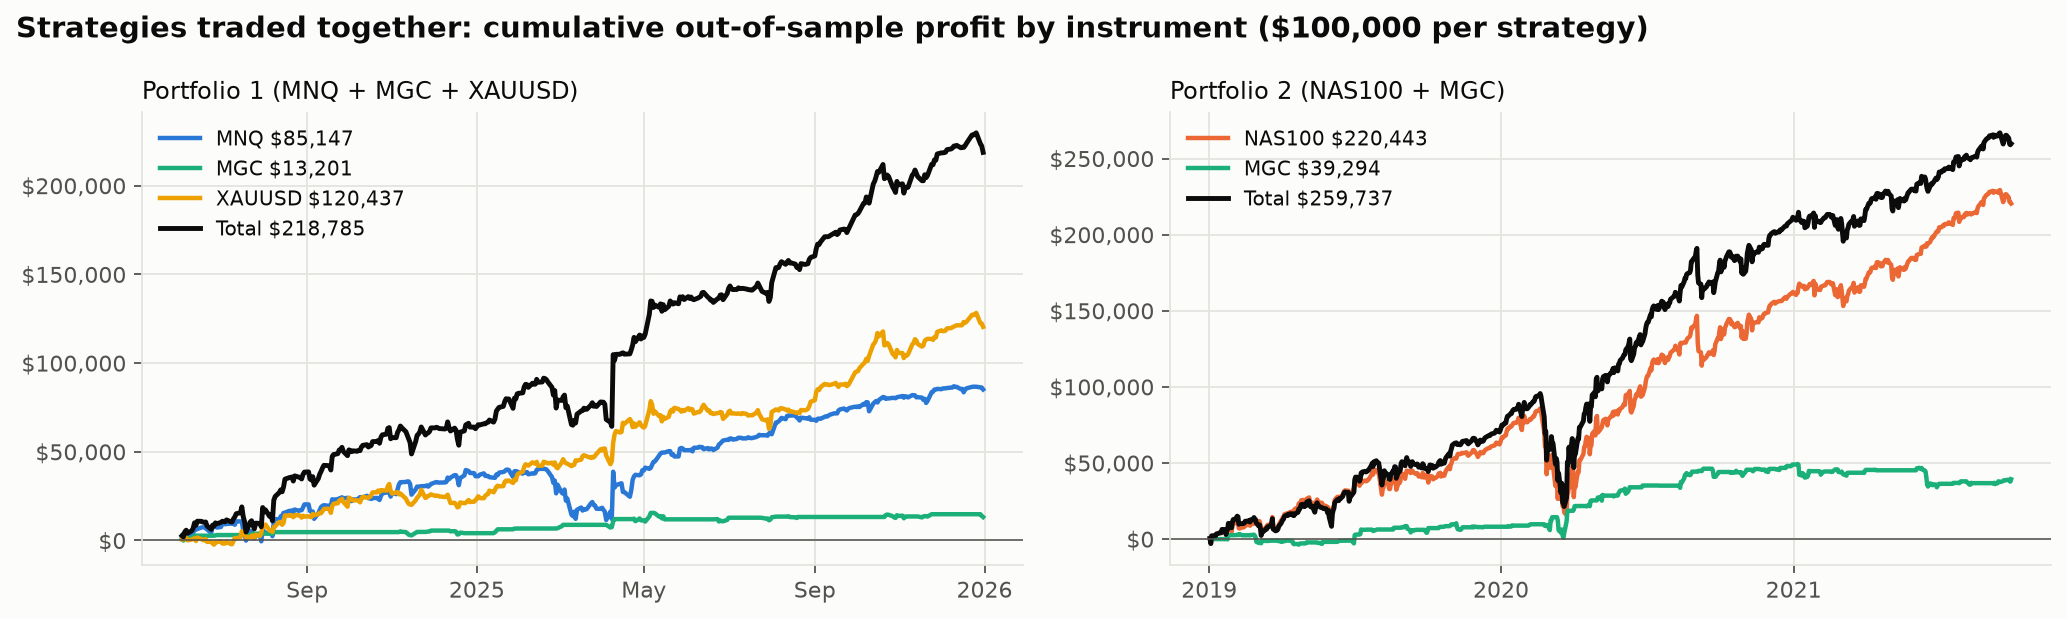 Strategies traded together: cumulative out-of-sample profit by instrument ($100,000 per strategy)
Portfolio 1 (MNQ + MGC + XAUUSD)
MNQ $85,147
MGC $13,201
XAUUSD $120,437
Total $218,785
$200,000
$150,000
$100,000
$50,000
$0
Sep
2025
May
Sep
2026
Portfolio 2 (NAS100 + MGC)
NAS100 $220,443
MGC $39,294
Total $259,737
$250,000
$200,000
$150,000
$100,000
$50,000
$0
2019
2020
2021